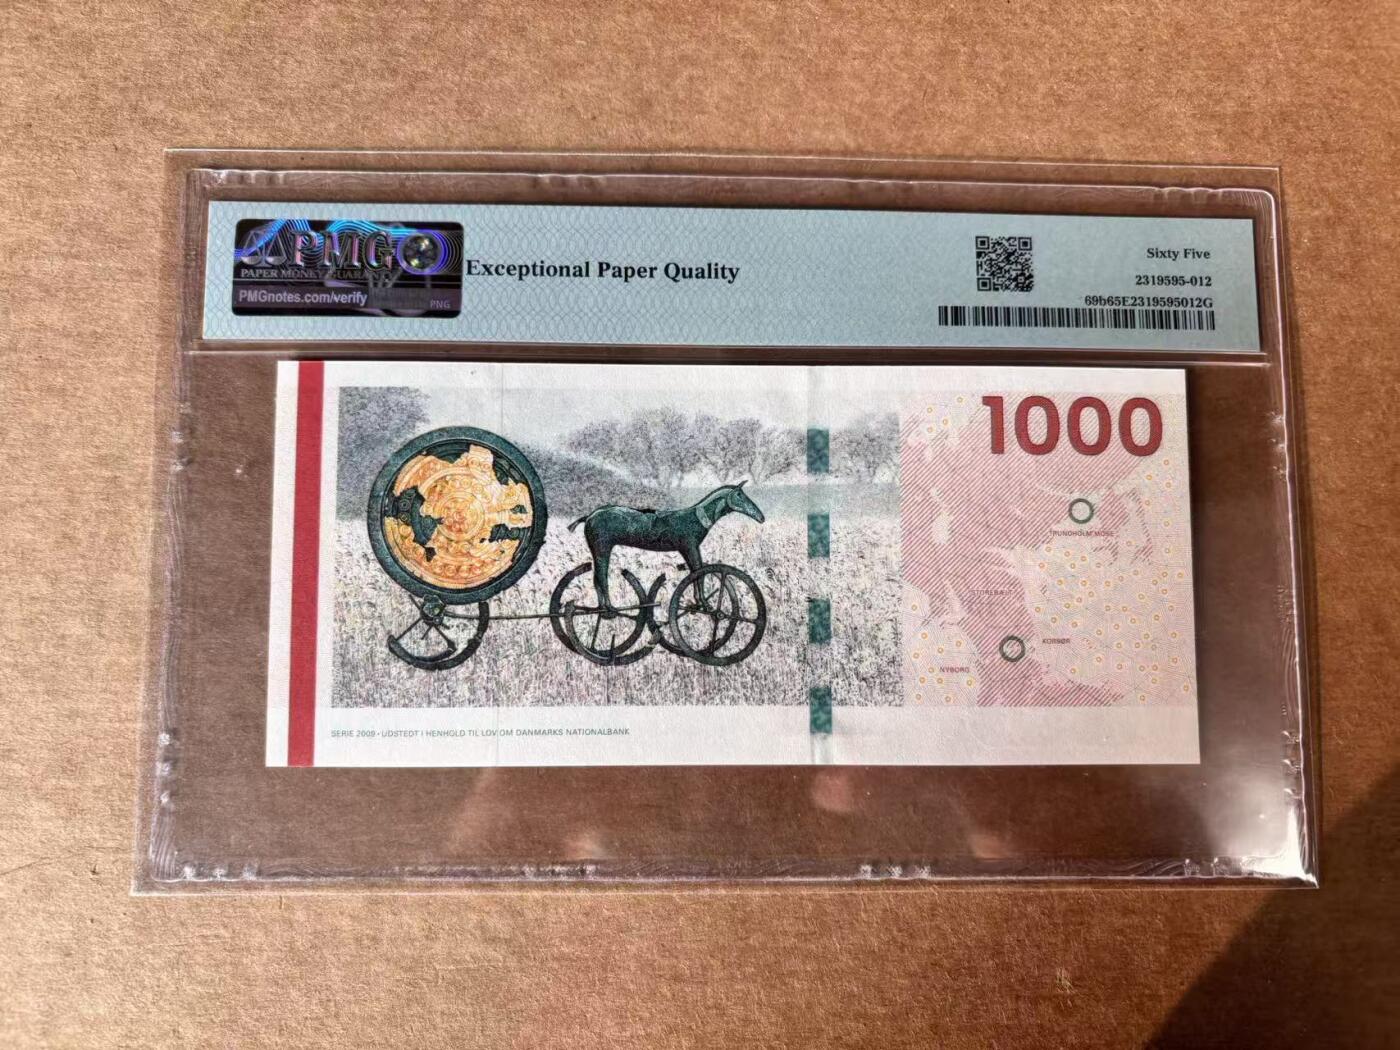 PMG
PAPER MONEY GUARANTY
PMGnotes.com/verify
PNG
Exceptional Paper Quality
Sixty Five
2319595-012
69b65E2319595012G
1000
TRUNDHOLM MOSE
STOREBÆLT
KORSØR
NYBORG
SERIE 2009 · UDSTEDT I HENHOLD TIL LOV OM DANMARKS NATIONALBANK